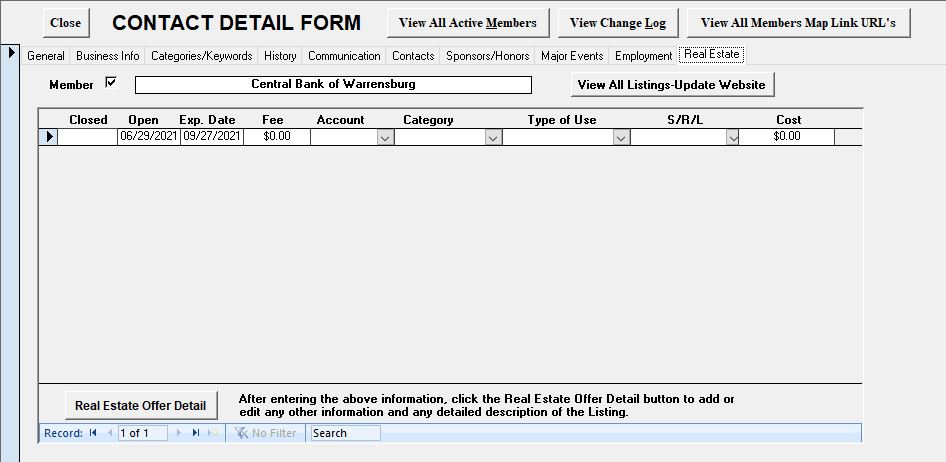 Close CONTACT DETAIL FORM View All Active Members View Change Log View All Members Map Link URL's
General Business Info Categories/Keywords History Communication Contacts Sponsors/Honors Major Events Employment Real Estate
Member Central Bank of Warrensburg View All Listings-Update Website
Closed Open Exp. Date Fee Account Category Type of Use S/R/L Cost
06/29/2021 09/27/2021 $0.00 $0.00
Real Estate Offer Detail After entering the above information, click the Real Estate Offer Detail button to add or
edit any other information and any detailed description of the Listing.
Record: 1 of 1 No Filter Search